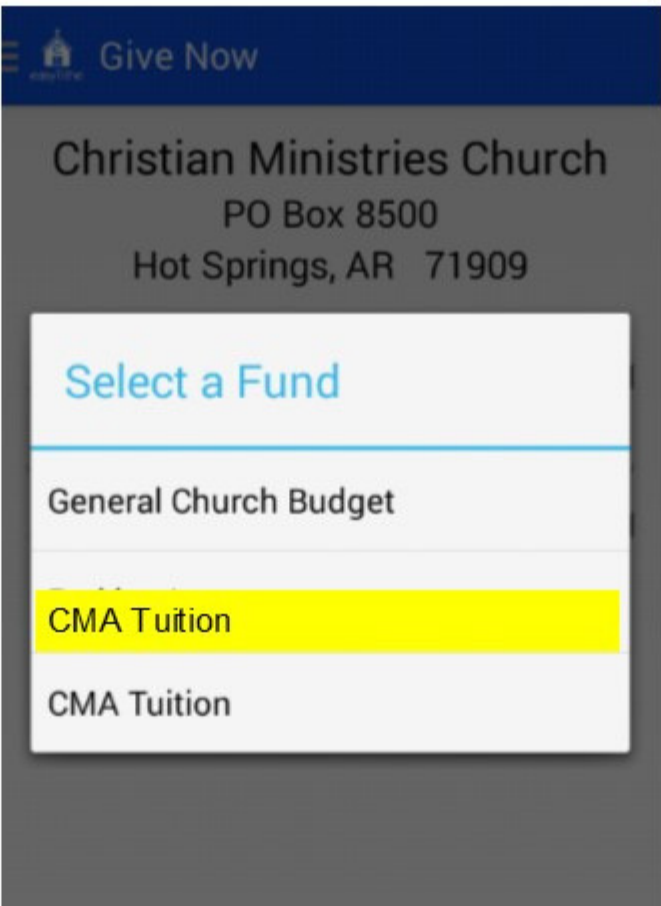 Give Now
Christian Ministries Church
PO Box 8500
Hot Springs, AR 71909
Select a Fund
General Church Budget
CMA Tuition
CMA Tuition